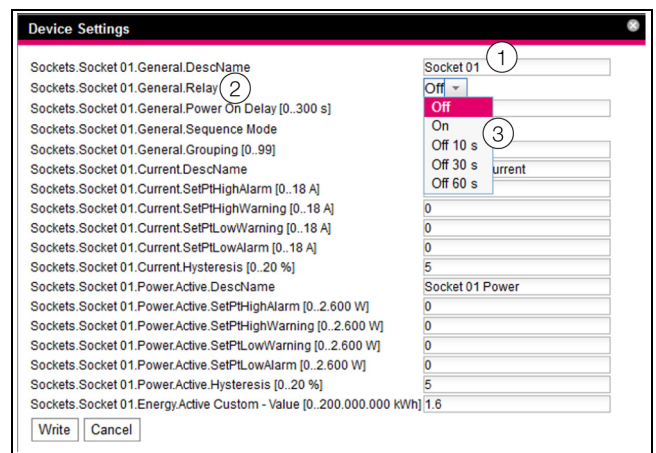 Device Settings
Sockets.Socket 01.General.DescName Socket 01 1
Sockets.Socket 01.General.Relay 2 Off
Sockets.Socket 01.General.Power On Delay [0..300 s] Off
Sockets.Socket 01.General.Sequence Mode On 3
Sockets.Socket 01.General.Grouping [0..99] Off 10 s
Sockets.Socket 01.Current.DescName Off 30 s urrent
Off 60 s
Sockets.Socket 01.Current.SetPtHighAlarm [0..18 A]
Sockets.Socket 01.Current.SetPtHighWarning [0..18 A] 0
Sockets.Socket 01.Current.SetPtLowWarning [0..18 A] 0
Sockets.Socket 01.Current.SetPtLowAlarm [0..18 A] 0
Sockets.Socket 01.Current.Hysteresis [0..20 %] 5
Sockets.Socket 01.Power.Active.DescName Socket 01 Power
Sockets.Socket 01.Power.Active.SetPtHighAlarm [0..2.600 W] 0
Sockets.Socket 01.Power.Active.SetPtHighWarning [0..2.600 W] 0
Sockets.Socket 01.Power.Active.SetPtLowWarning [0..2.600 W] 0
Sockets.Socket 01.Power.Active.SetPtLowAlarm [0..2.600 W] 0
Sockets.Socket 01.Power.Active.Hysteresis [0..20 %] 5
Sockets.Socket 01.Energy.Active Custom - Value [0..200.000.000 kWh] 1.6
Write Cancel